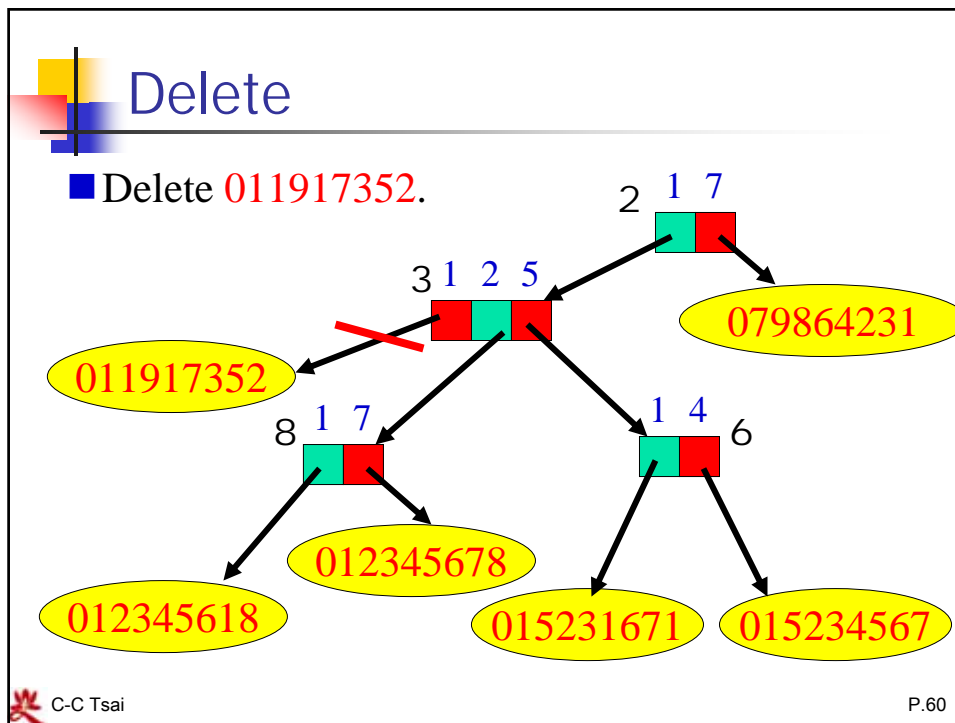 Delete
Delete 011917352.
2 1 7
3 1 2 5
079864231
011917352
8 1 7
1 4 6
012345678
012345618
015231671
015234567
C-C Tsai
P.60